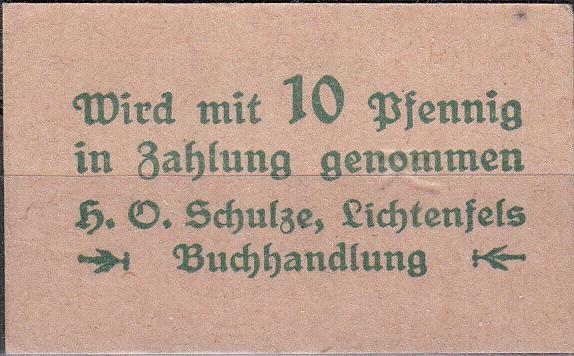 Wird mit 10 Pfennig
in Zahlung genommen
H. O. Schulze, Lichtenfels
Buchhandlung